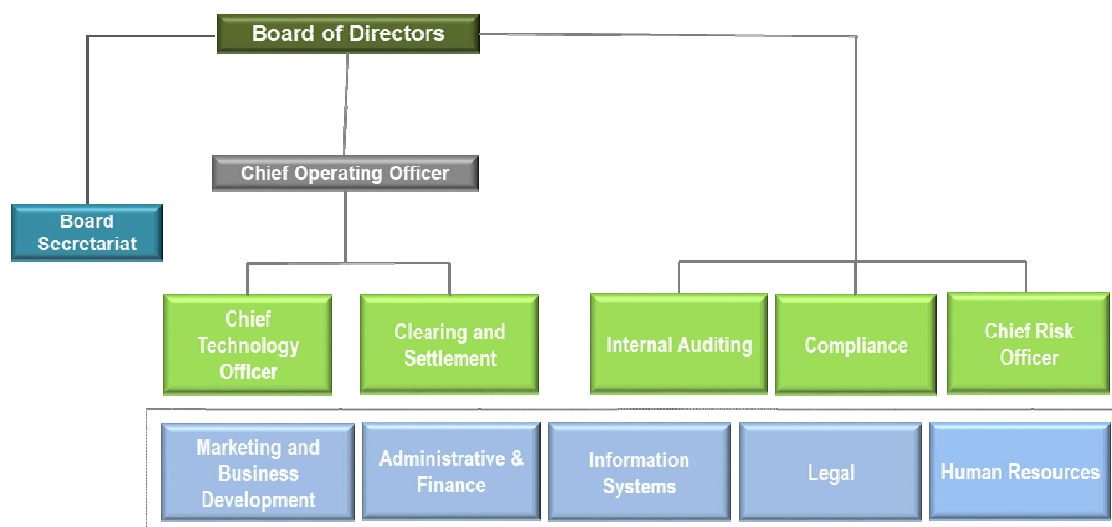 Board of Directors
Chief Operating Officer
Board
Secretariat
Chief
Technology
Officer
Clearing and
Settlement
Internal Auditing
Compliance
Chief Risk
Officer
Marketing and
Business
Development
Administrative &
Finance
Information
Systems
Legal
Human Resources